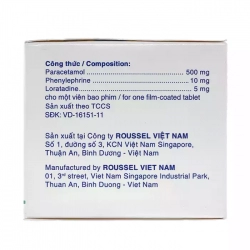 Công thức / Composition:
Paracetamol 500 mg
Phenylephrine 10 mg
Loratadine 5 mg
cho một viên bao phim / for one film-coated tablet
Sản xuất theo TCCS
SĐK: VD-16151-11
Sản xuất tại Công ty ROUSSEL VIỆT NAM
Số 1, đường số 3, KCN Việt Nam Singapore,
Thuận An, Bình Dương - Việt Nam
Manufactured by ROUSSEL VIET NAM
01, 3rd street, Viet Nam Singapore Industrial Park,
Thuan An, Binh Duong - Viet Nam